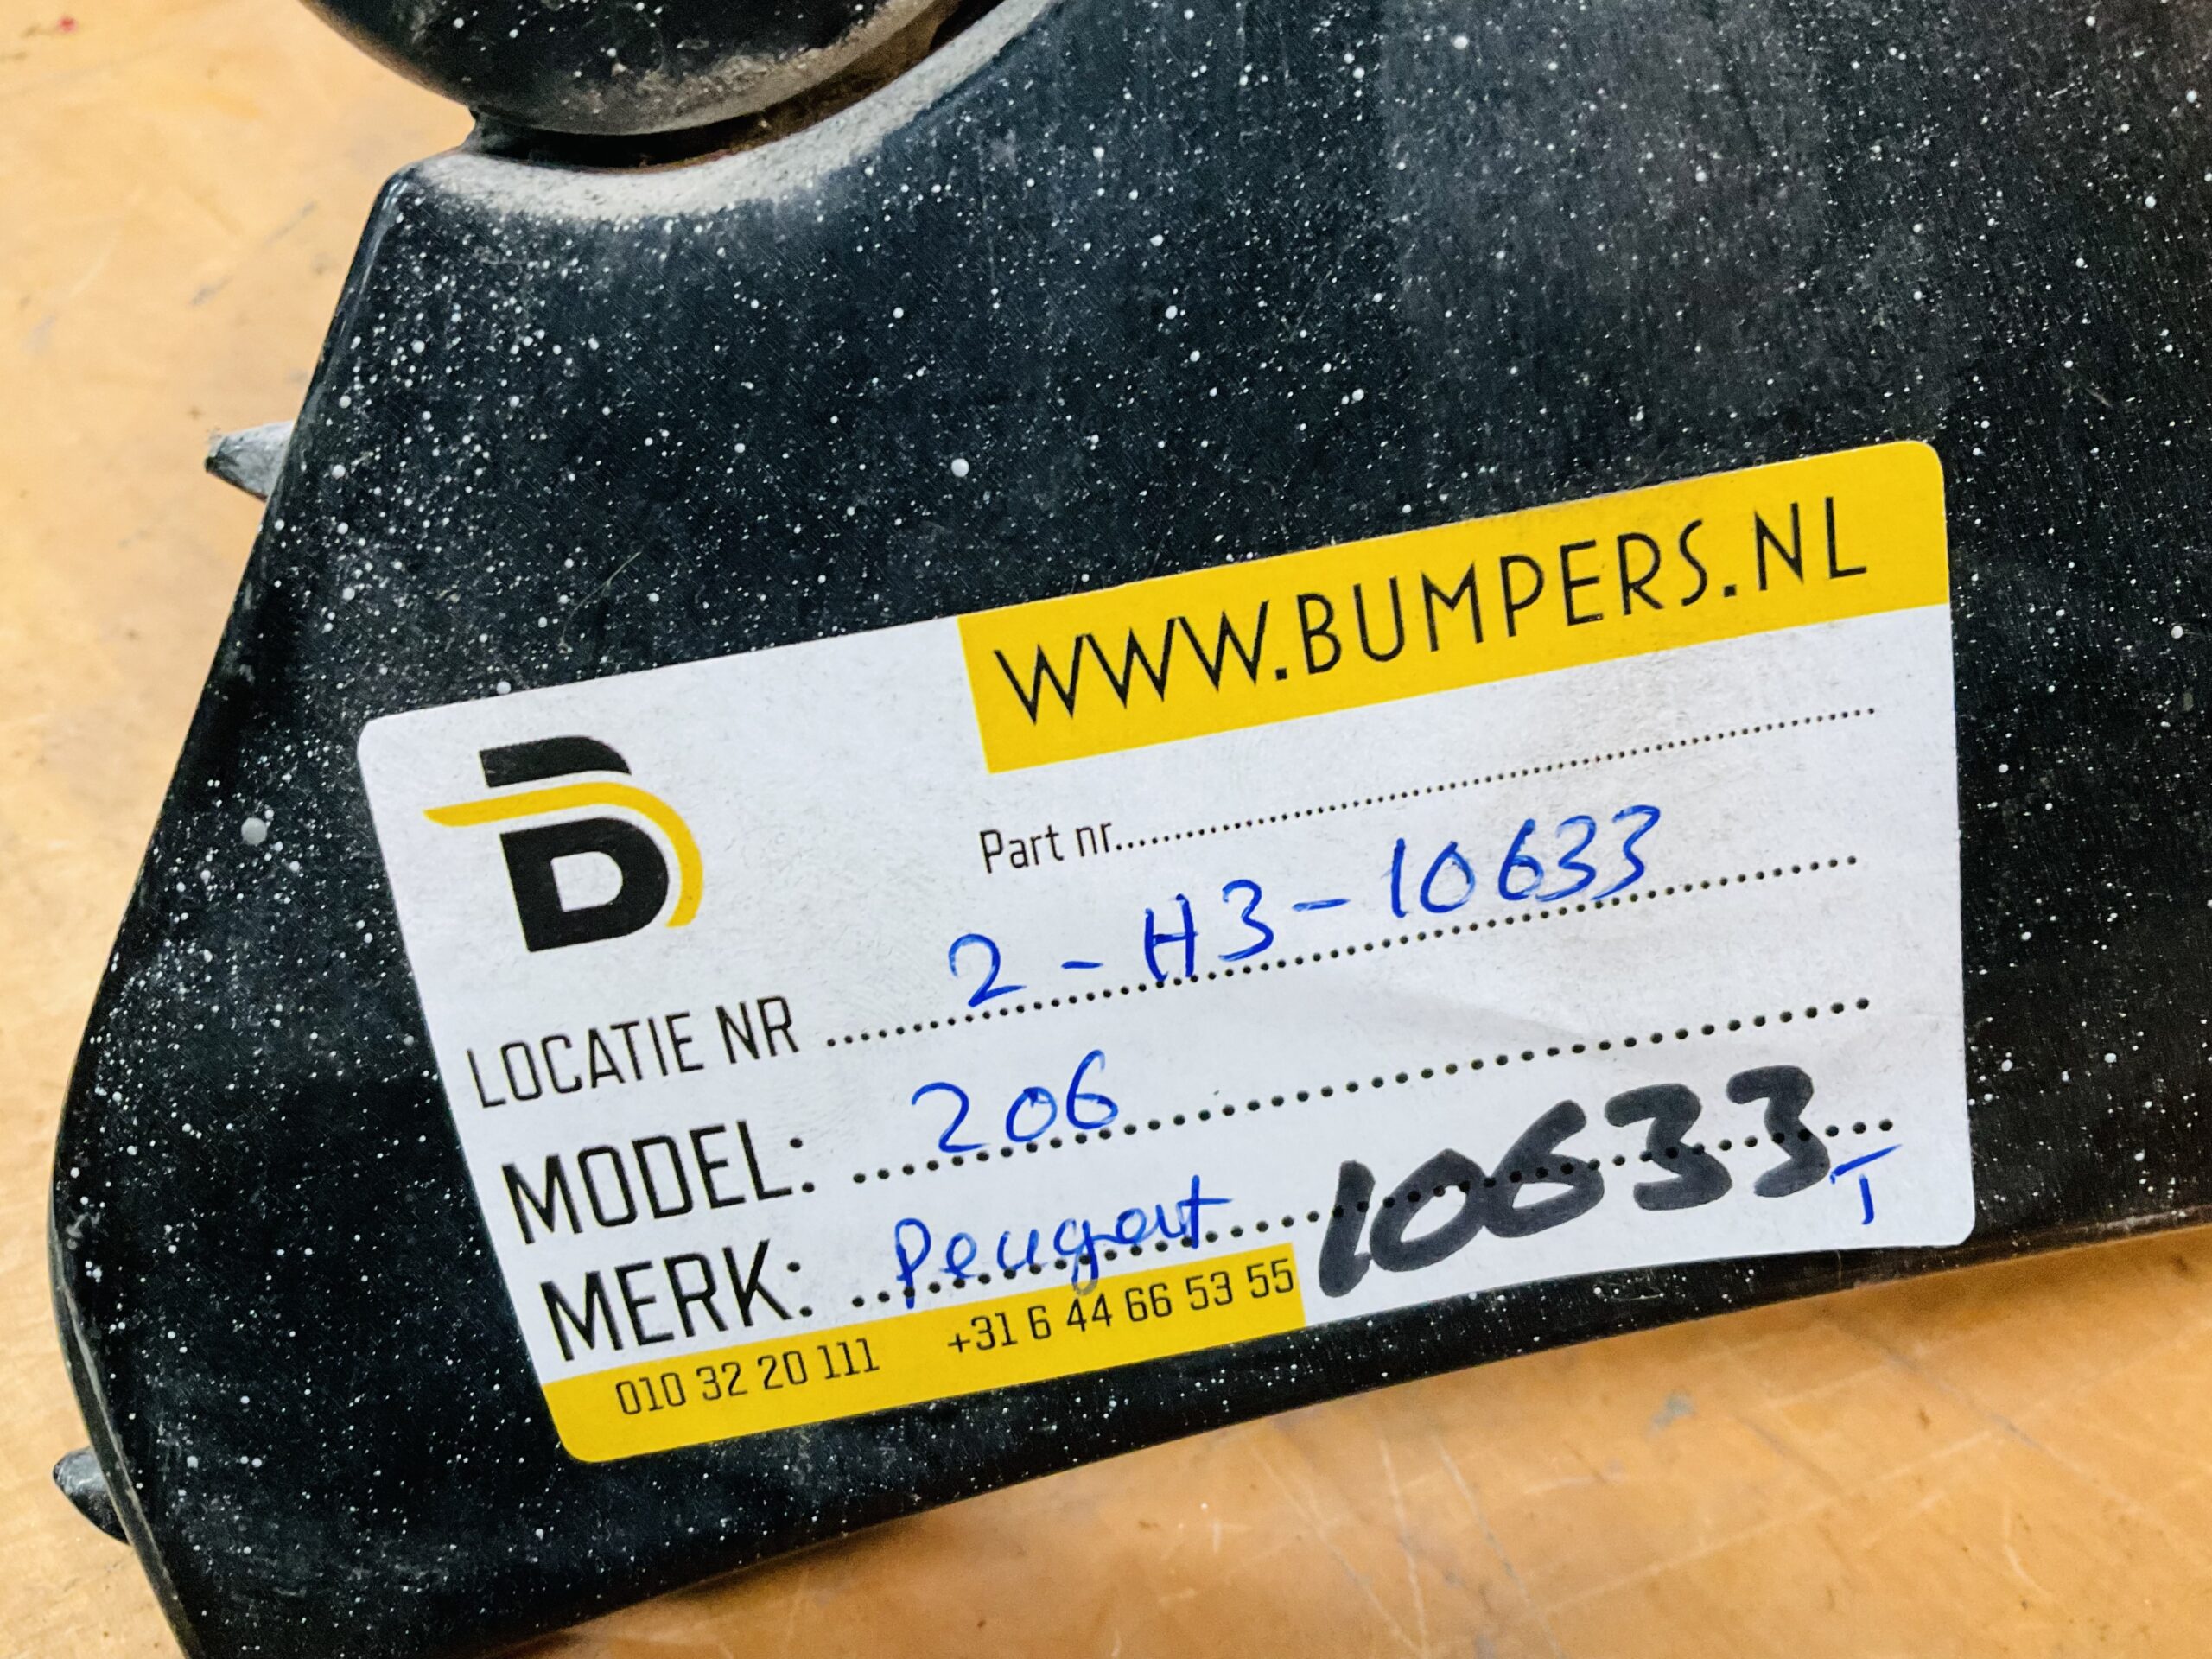 WWW.BUMPERS.NL
B
Part nr.......................................................
LOCATIE NR 2-H3-10633
MODEL: 206
MERK: Peugeot 10633 T
010 32 20 111 +31 6 44 66 53 55